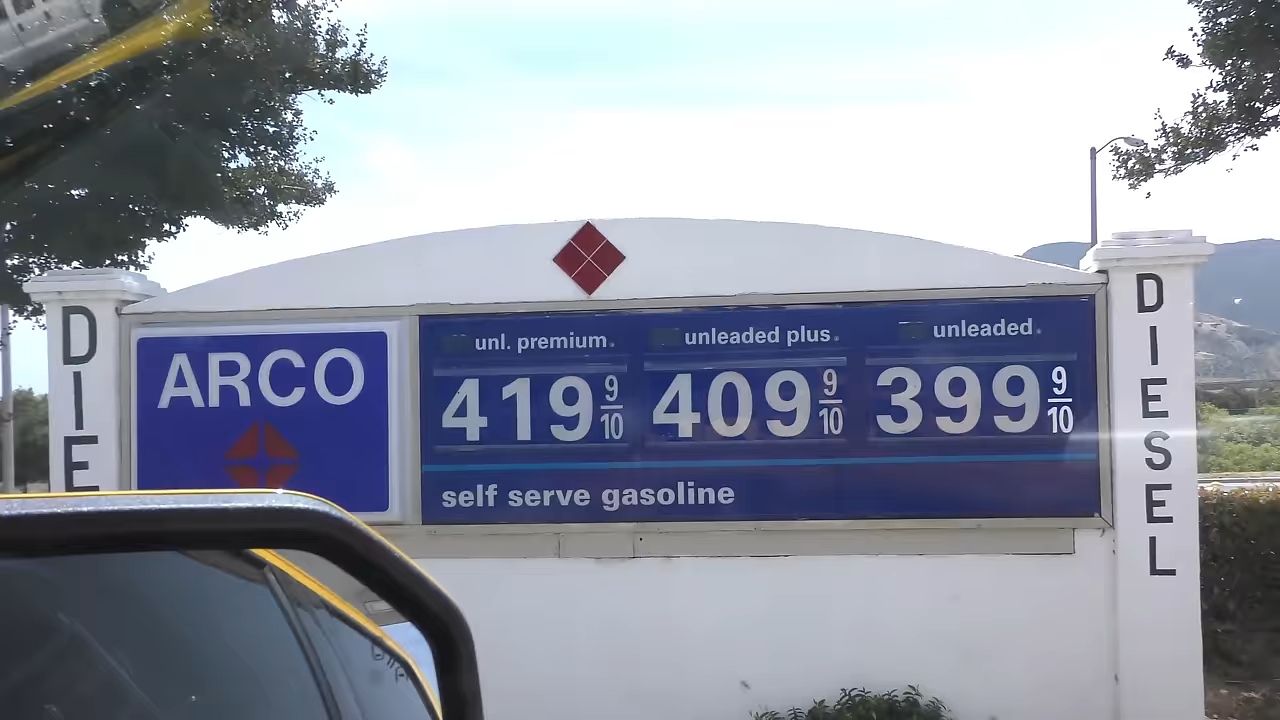 DIE
ARCO
unl. premium.
419 9/10
unleaded plus.
409 9/10
unleaded.
399 9/10
self serve gasoline
DIESEL